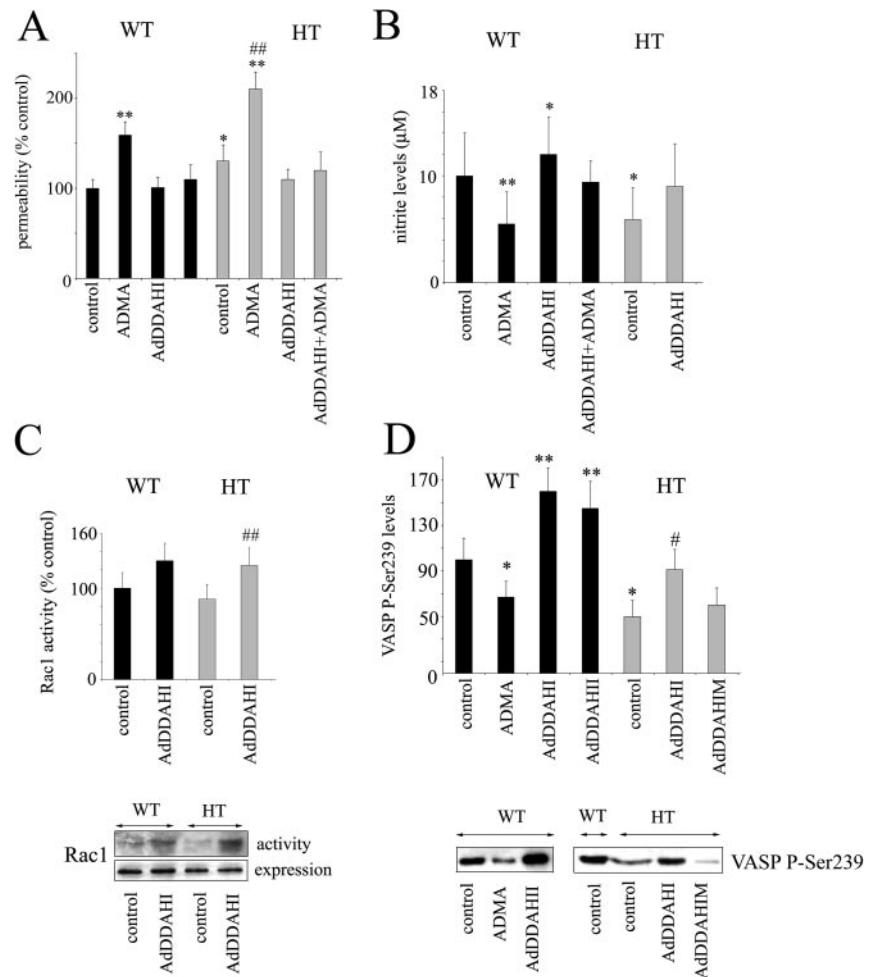 A
WT
HT
permeability (% control)
200
100
0
**
*
##
**
control
ADMA
AdDDAHI
control
ADMA
AdDDAHI
AdDDAHI+ADMA
B
WT
HT
nitrite levels (µM)
18
10
0
**
*
*
control
ADMA
AdDDAHI
AdDDAHI+ADMA
control
AdDDAHI
C
WT
HT
Rac1 activity (% control)
160
100
0
##
control
AdDDAHI
control
AdDDAHI
WT
HT
Rac1
activity
expression
control
AdDDAHI
control
AdDDAHI
D
WT
HT
VASP P-Ser239 levels
170
90
50
0
*
**
**
*
#
control
ADMA
AdDDAHI
AdDDAHII
control
AdDDAHI
AdDDAHIM
WT
WT
HT
VASP P-Ser239
control
ADMA
AdDDAHII
control
control
AdDDAHI
AdDDAHIM